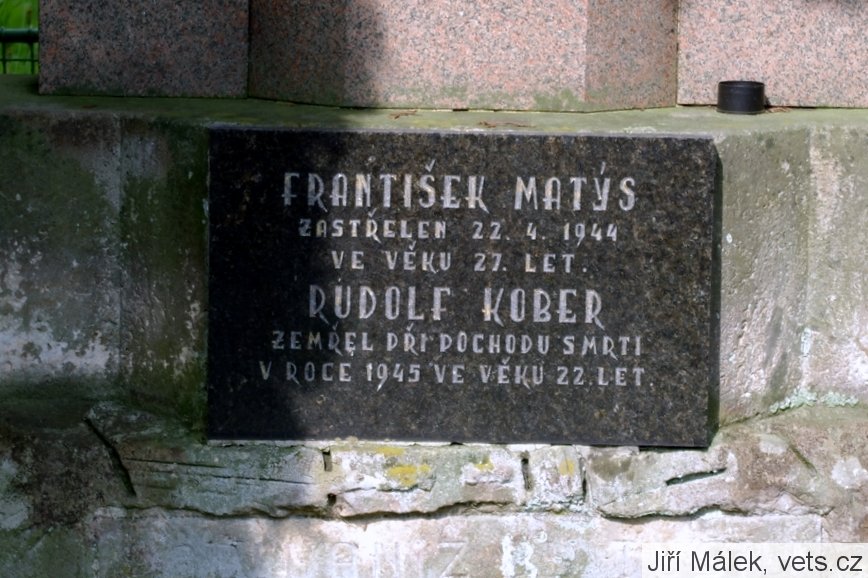 FRANTIŠEK MATÝS
ZASTŘELEN 22. 4. 1944
VE VĚKU 27. LET.
RUDOLF KOBER
ZEMŘEL PŘI POCHODU SMRTI
V ROCE 1945 VE VĚKU 22. LET.
Jiří Málek, vets.cz